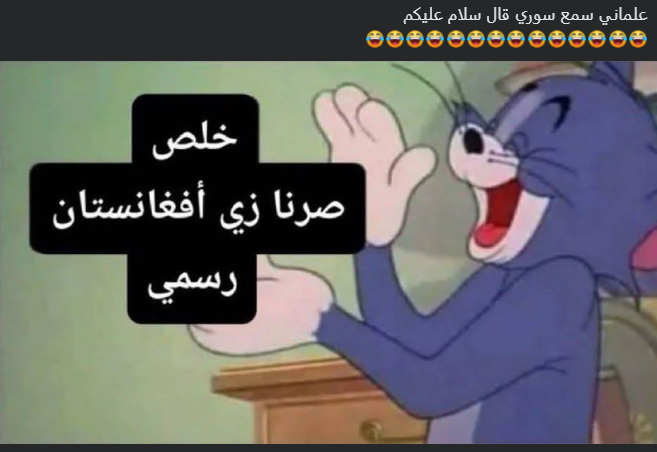 علماني سمع سوري قال سلام عليكم
😂😂😂😂😂😂😂😂😂😂😂😂😂😂
خلص
صرنا زي أفغانستان
رسمي